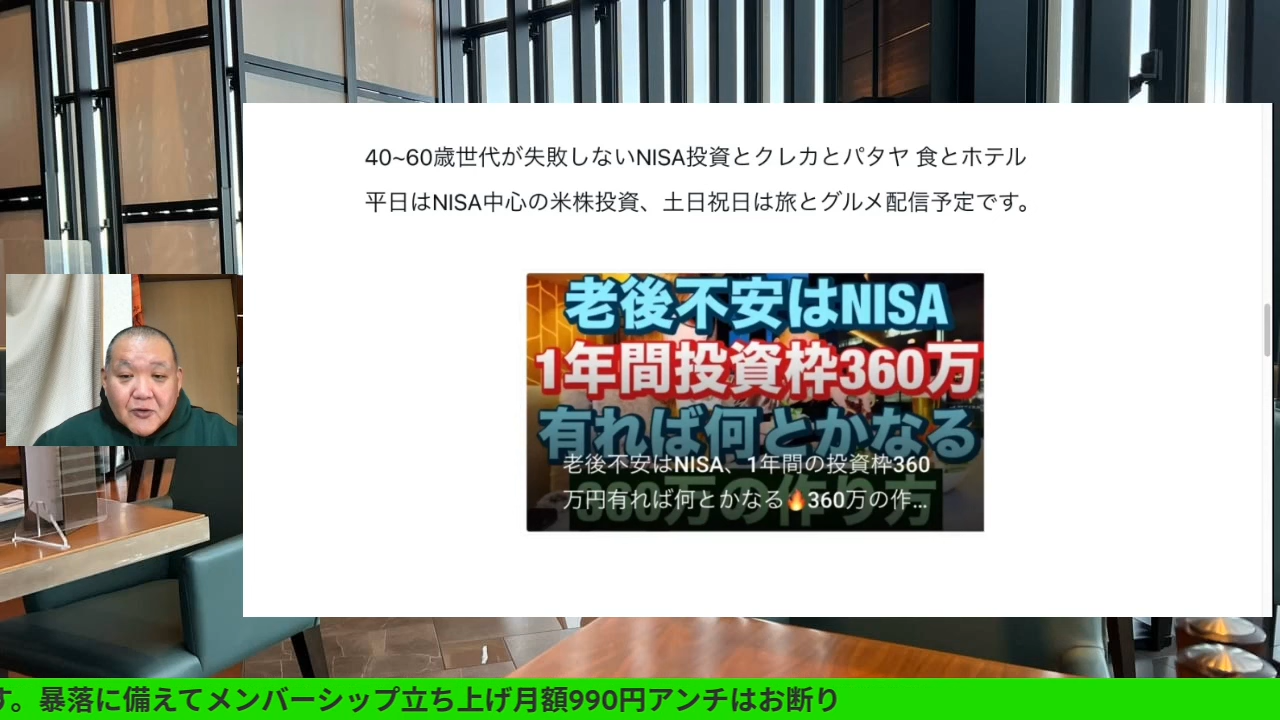 40~60歳世代が失敗しないNISA投資とクレカとパタヤ 食とホテル
平日はNISA中心の米株投資、土日祝日は旅とグルメ配信予定です。
老後不安はNISA
1年間投資枠360万
有れば何とかなる
360万の作り方
老後不安はNISA、1年間の投資枠360
万円有れば何とかなる🔥360万の作...
す。暴落に備えてメンバーシップ立ち上げ月額990円アンチはお断り